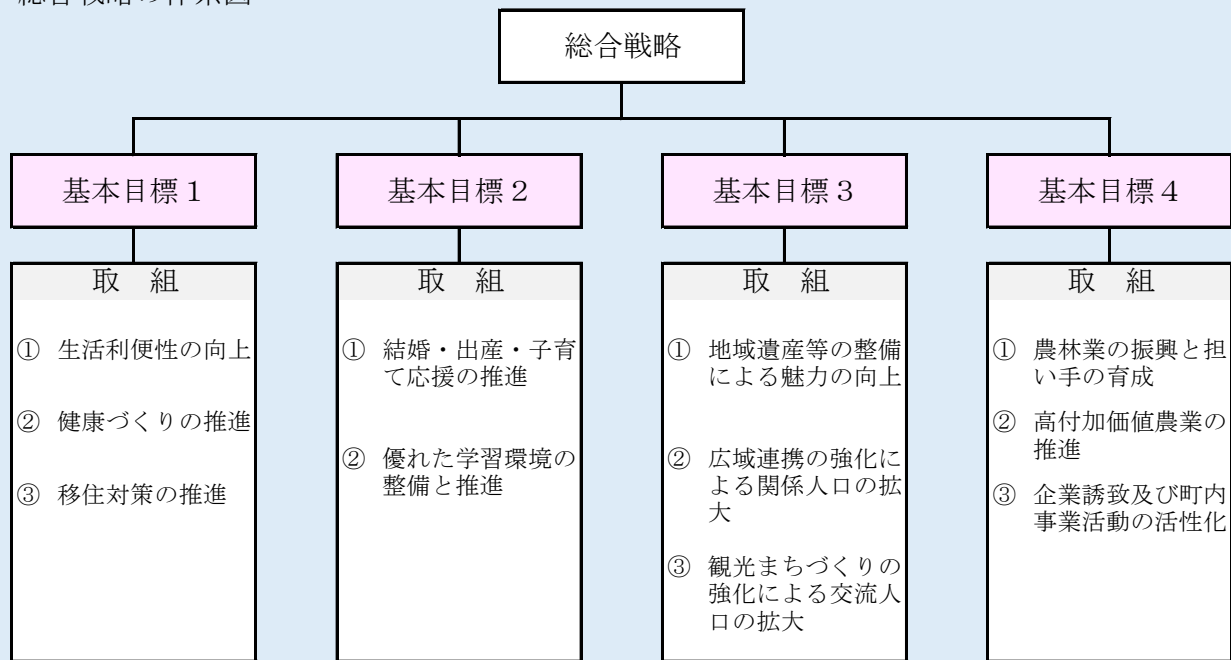 総合戦略の体系図
総合戦略
基本目標１
基本目標２
基本目標３
基本目標４
取　組
① 生活利便性の向上
② 健康づくりの推進
③ 移住対策の推進
取　組
① 結婚・出産・子育
て応援の推進
② 優れた学習環境の
整備と推進
取　組
① 地域遺産等の整備
による魅力の向上
② 広域連携の強化に
よる関係人口の拡
大
③ 観光まちづくりの
強化による交流人
口の拡大
取　組
① 農林業の振興と担
い手の育成
② 高付加価値農業の
推進
③ 企業誘致及び町内
事業活動の活性化